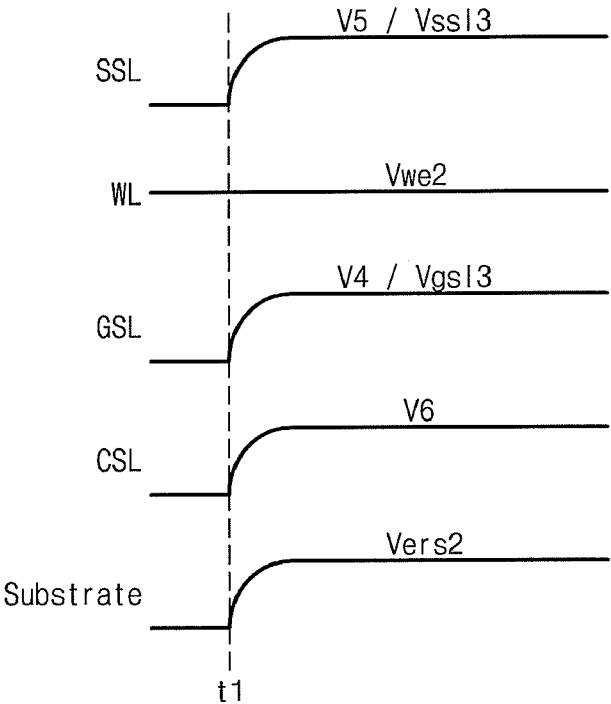 V5 / Vssl3
SSL
Vwe2
WL
V4 / Vgsl3
GSL
V6
CSL
Vers2
Substrate
t1